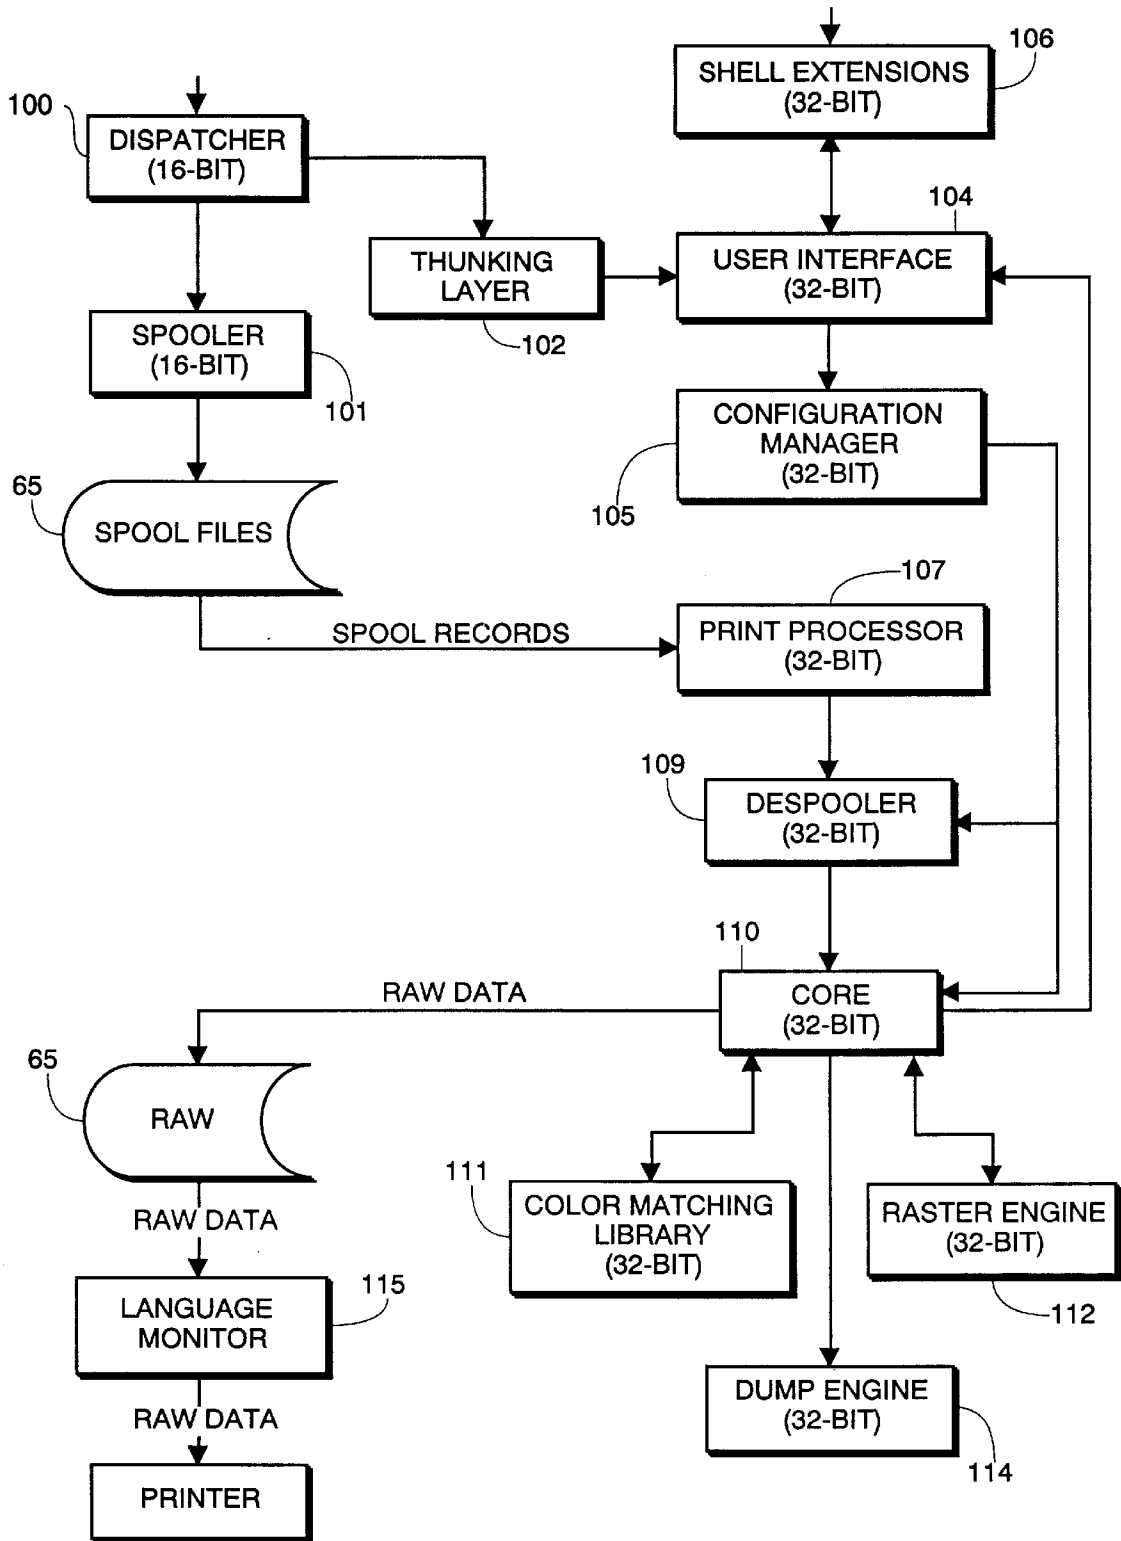 106
SHELL EXTENSIONS
(32-BIT)
100
DISPATCHER
(16-BIT)
104
THUNKING
LAYER
102
USER INTERFACE
(32-BIT)
SPOOLER
(16-BIT)
101
CONFIGURATION
MANAGER
(32-BIT)
105
65
SPOOL FILES
107
SPOOL RECORDS
PRINT PROCESSOR
(32-BIT)
109
DESPOOLER
(32-BIT)
110
RAW DATA
CORE
(32-BIT)
65
RAW
RAW DATA
111
COLOR MATCHING
LIBRARY
(32-BIT)
RASTER ENGINE
(32-BIT)
112
LANGUAGE
MONITOR
115
RAW DATA
DUMP ENGINE
(32-BIT)
114
PRINTER